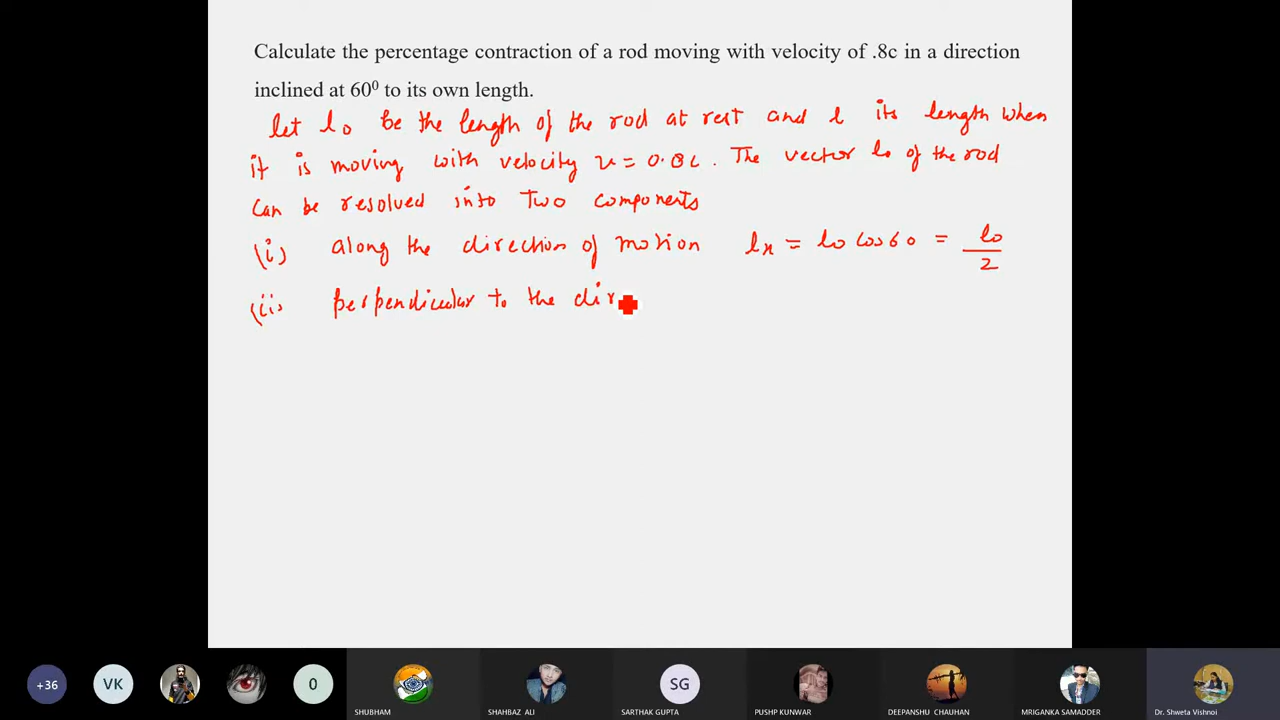 Calculate the percentage contraction of a rod moving with velocity of .8c in a direction
inclined at 60⁰ to its own length.
let l0 be the length of the rod at rest and l its length when
it is moving with velocity v = 0.8c. The vector l0 of the rod
can be resolved into two components
(i) along the direction of motion lx = l0 cos60 = l0/2
(ii) perpendicular to the dir
+36
VK
0
SG
SHUBHAM
SHAHBAZ ALI
SARTHAK GUPTA
PUSHP KUNWAR
DEEPANSHU CHAUHAN
MRIGANKA SAMADDER
Dr. Shweta Vishnoi